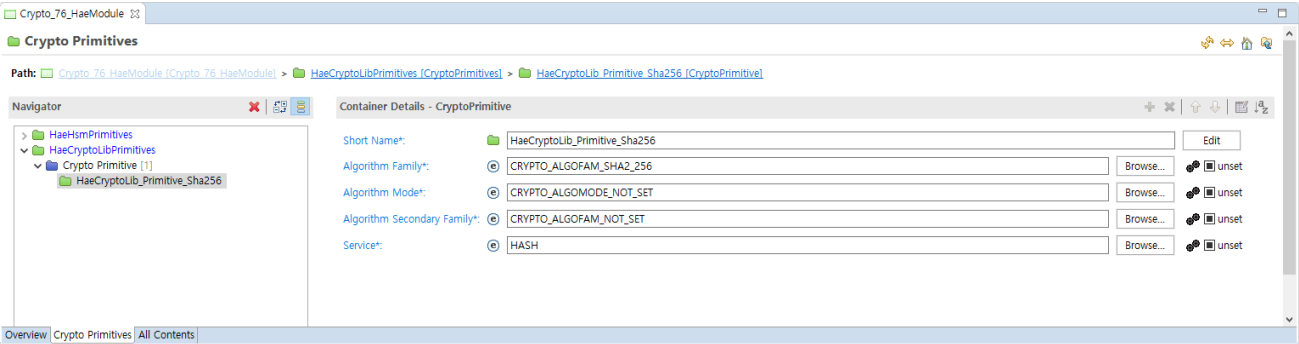 Crypto_76_HaeModule
Crypto Primitives
Path: Crypto_76_HaeModule [Crypto_76_HaeModule] > HaeCryptoLibPrimitives [CryptoPrimitives] > HaeCryptoLib_Primitive_Sha256 [CryptoPrimitive]
Navigator
HaeHsmPrimitives
HaeCryptoLibPrimitives
Crypto Primitive [1]
HaeCryptoLib_Primitive_Sha256
Container Details - CryptoPrimitive
Short Name*: HaeCryptoLib_Primitive_Sha256 Edit
Algorithm Family*: CRYPTO_ALGOFAM_SHA2_256 Browse... unset
Algorithm Mode*: CRYPTO_ALGOMODE_NOT_SET Browse... unset
Algorithm Secondary Family*: CRYPTO_ALGOFAM_NOT_SET Browse... unset
Service*: HASH Browse... unset
Overview Crypto Primitives All Contents